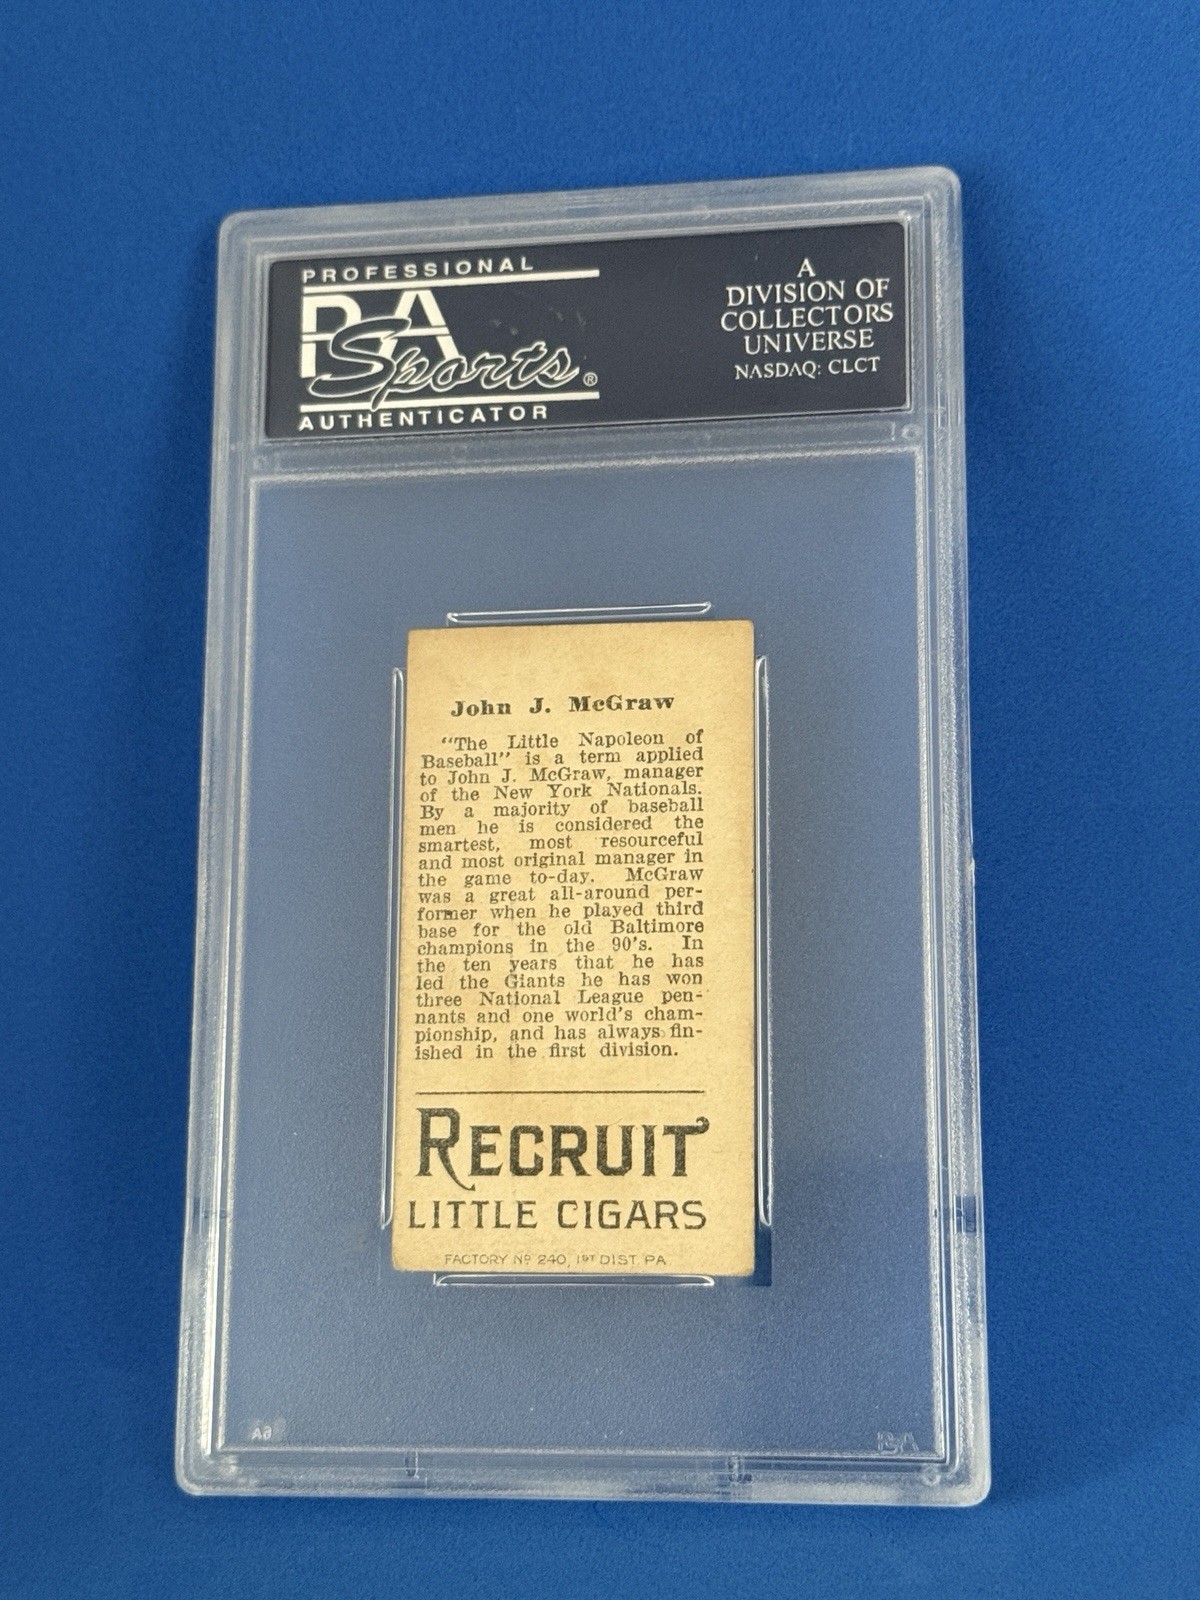 PROFESSIONAL
PSA
Sports®
AUTHENTICATOR
A
DIVISION OF
COLLECTORS
UNIVERSE
NASDAQ: CLCT
John J. McGraw
"The Little Napoleon of
Baseball" is a term applied
to John J. McGraw, manager
of the New York Nationals.
By a majority of baseball
men he is considered the
smartest, most resourceful
and most original manager in
the game to-day. McGraw
was a great all-around per-
former when he played third
base for the old Baltimore
champions in the 90's. In
the ten years that he has
led the Giants he has won
three National League pen-
nants and one world's cham-
pionship, and has always fin-
ished in the first division.
RECRUIT
LITTLE CIGARS
FACTORY Nº 240, 1ST DIST. PA